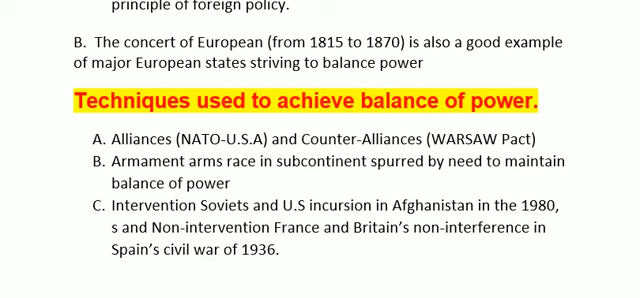 principle of foreign policy.
B. The concert of European (from 1815 to 1870) is also a good example
of major European states striving to balance power
Techniques used to achieve balance of power.
A. Alliances (NATO-U.S.A) and Counter-Alliances (WARSAW Pact)
B. Armament arms race in subcontinent spurred by need to maintain
balance of power
C. Intervention Soviets and U.S incursion in Afghanistan in the 1980,
s and Non-intervention France and Britain's non-interference in
Spain's civil war of 1936.